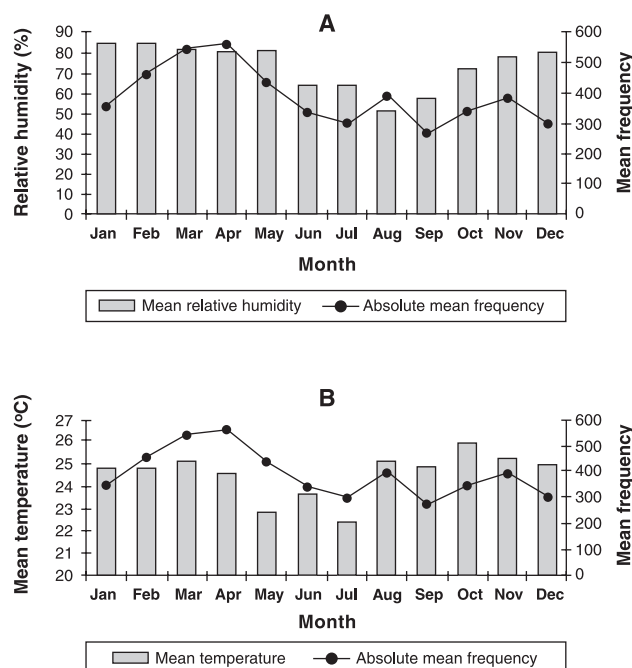 A
Relative humidity (%)
90
80
70
60
50
40
30
20
10
0
Mean frequency
600
500
400
300
200
100
0
Jan Feb Mar Apr May Jun Jul Aug Sep Oct Nov Dec
Month
Mean relative humidity Absolute mean frequency
B
Mean temperature (ºC)
27
26
25
24
23
22
21
20
Mean frequency
600
500
400
300
200
100
0
Jan Feb Mar Apr May Jun Jul Aug Sep Oct Nov Dec
Month
Mean temperature Absolute mean frequency